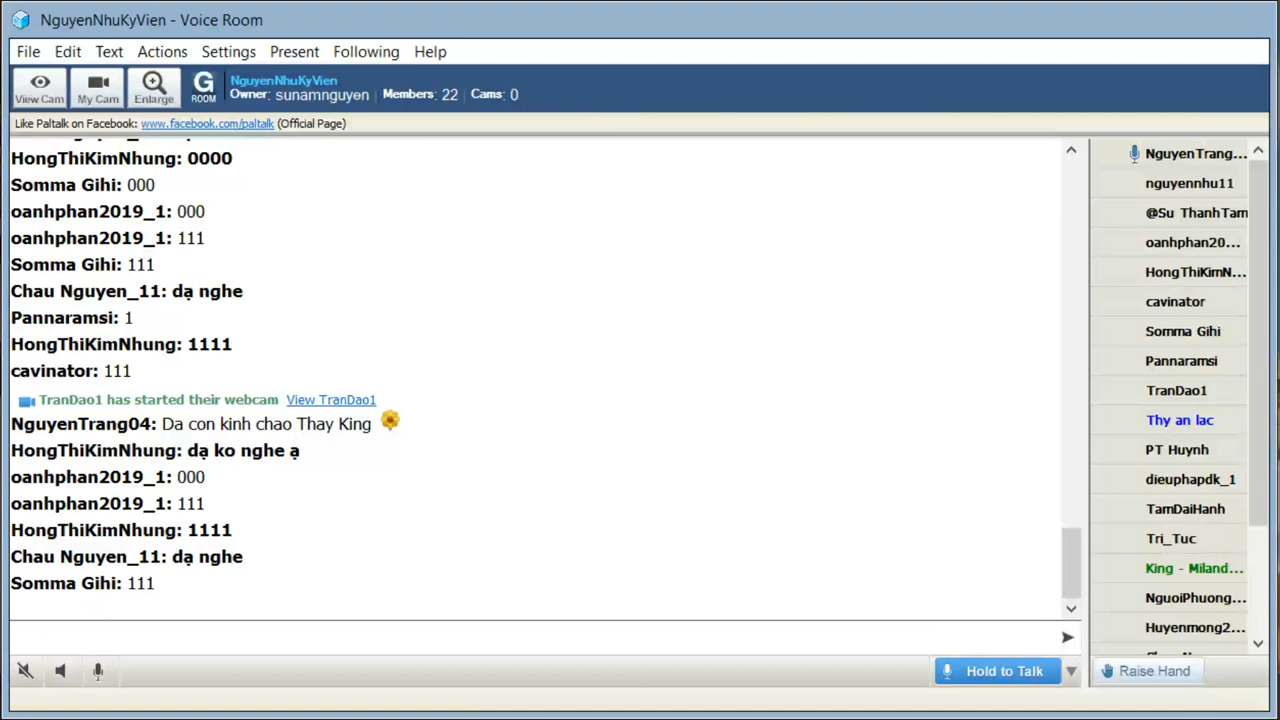 NguyenNhuKyVien - Voice Room
File Edit Text Actions Settings Present Following Help
View Cam
My Cam
Enlarge
G
ROOM
NguyenNhuKyVien
Owner: sunamnguyen Members: 22 Cams: 0
Like Paltalk on Facebook: www.facebook.com/paltalk (Official Page)
HongThiKimNhung: 0000
Somma Gihi: 000
oanhphan2019_1: 000
oanhphan2019_1: 111
Somma Gihi: 111
Chau Nguyen_11: dạ nghe
Pannaramsi: 1
HongThiKimNhung: 1111
cavinator: 111
TranDao1 has started their webcam View TranDao1
NguyenTrang04: Da con kinh chao Thay King
HongThiKimNhung: dạ ko nghe ạ
oanhphan2019_1: 000
oanhphan2019_1: 111
HongThiKimNhung: 1111
Chau Nguyen_11: dạ nghe
Somma Gihi: 111
NguyenTrang...
nguyennhu11
@Su ThanhTam
oanhphan20...
HongThiKimN...
cavinator
Somma Gihi
Pannaramsi
TranDao1
Thy an lac
PT Huynh
dieuphapdk_1
TamDaiHanh
Tri_Tuc
King - Miland...
NguoiPhuong...
Huyenmong2...
Hold to Talk
Raise Hand